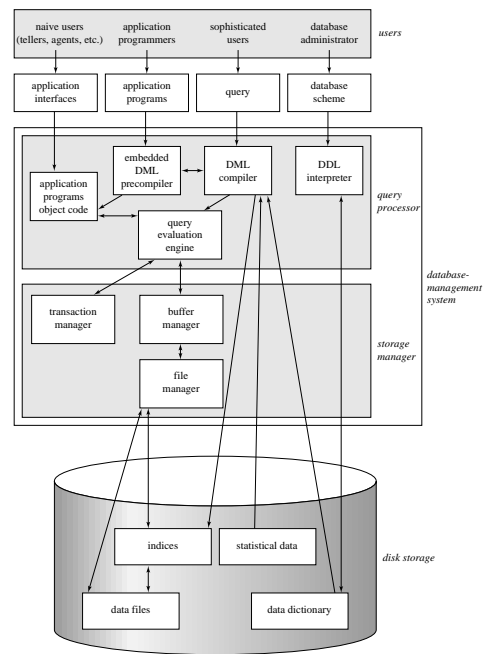 naive users
(tellers, agents, etc.)
application
programmers
sophisticated
users
database
administrator
users
application
interfaces
application
programs
query
database
scheme
embedded
DML
precompiler
DML
compiler
DDL
interpreter
application
programs
object code
query
evaluation
engine
query
processor
database-
management
system
transaction
manager
buffer
manager
file
manager
storage
manager
indices
statistical data
data files
data dictionary
disk storage